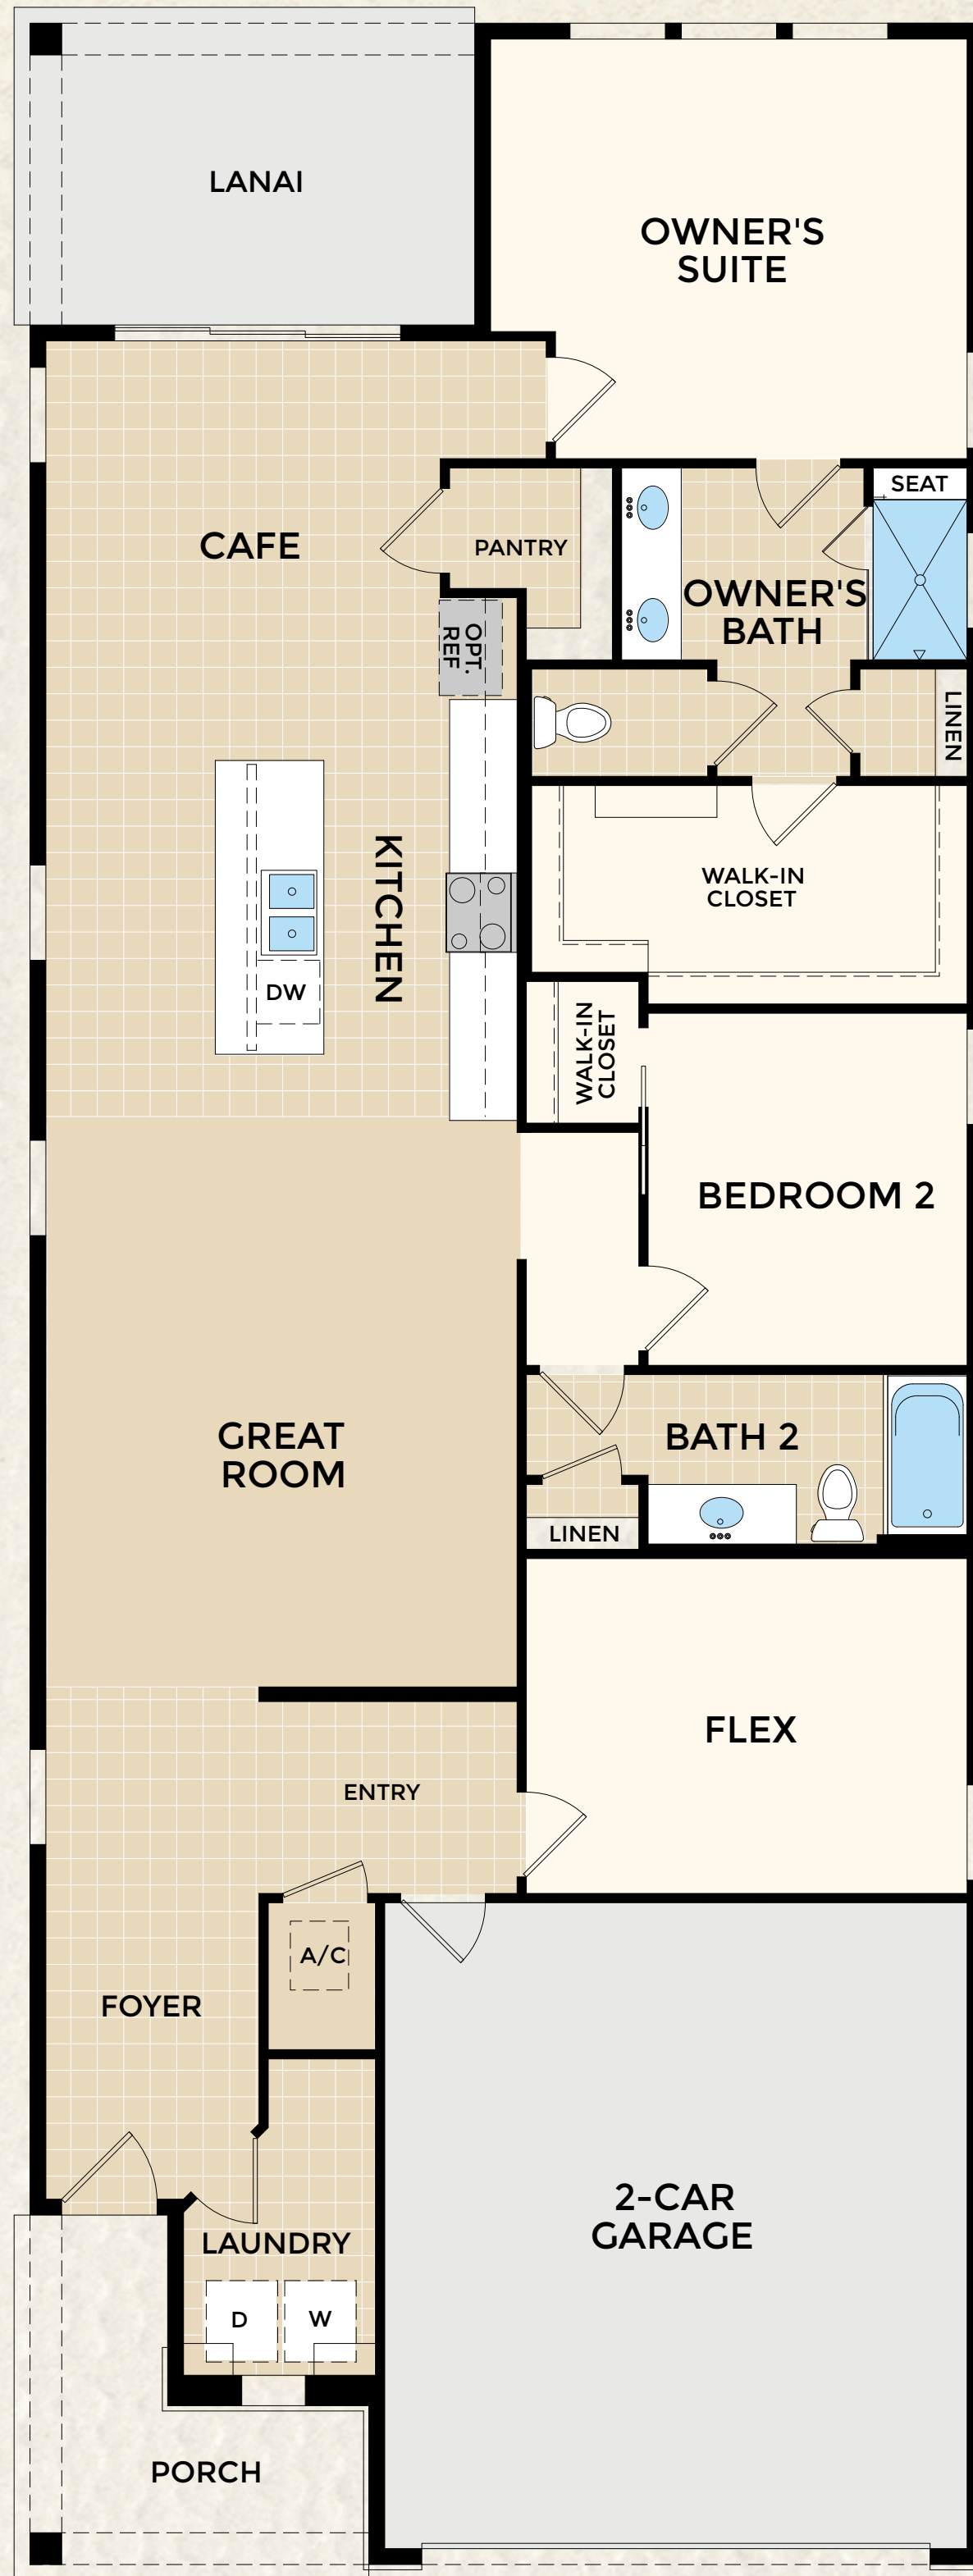 LANAI
OWNER'S
SUITE
SEAT
CAFE
PANTRY
OWNER'S
BATH
OPT.
REF
LINEN
KITCHEN
WALK-IN
CLOSET
DW
WALK-IN
CLOSET
BEDROOM 2
GREAT
ROOM
BATH 2
LINEN
FLEX
ENTRY
A/C
FOYER
2-CAR
GARAGE
LAUNDRY
D
W
PORCH